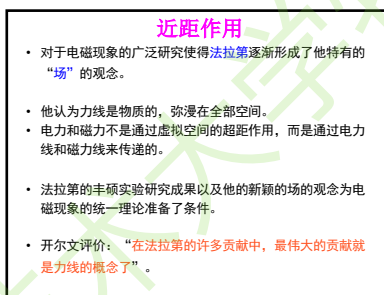 近距作用
• 对于电磁现象的广泛研究使得法拉第逐渐形成了他特有的
“场”的观念。
• 他认为力线是物质的，弥漫在全部空间。
• 电力和磁力不是通过虚拟空间的超距作用，而是通过电力
线和磁力线来传递的。
• 法拉第的丰硕实验研究成果以及他的新颖的场的观念为电
磁现象的统一理论准备了条件。
• 开尔文评价：“在法拉第的许多贡献中，最伟大的贡献就
是力线的概念了”。